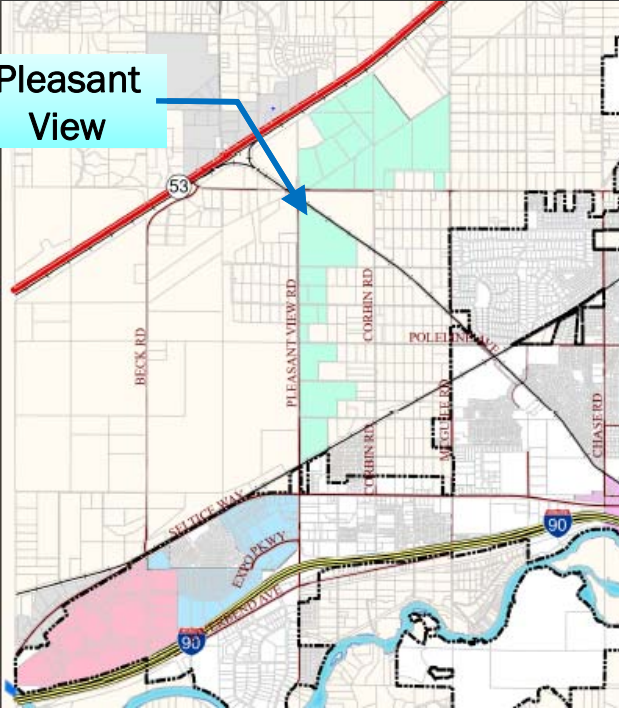 Pleasant
View
53
BECK RD
PLEASANT VIEW RD
CORBIN RD
POLELINE AVE
CORBIN RD
MCGUIRE RD
CHASE RD
SELTICE WAY
EXPO PKWY
90
90